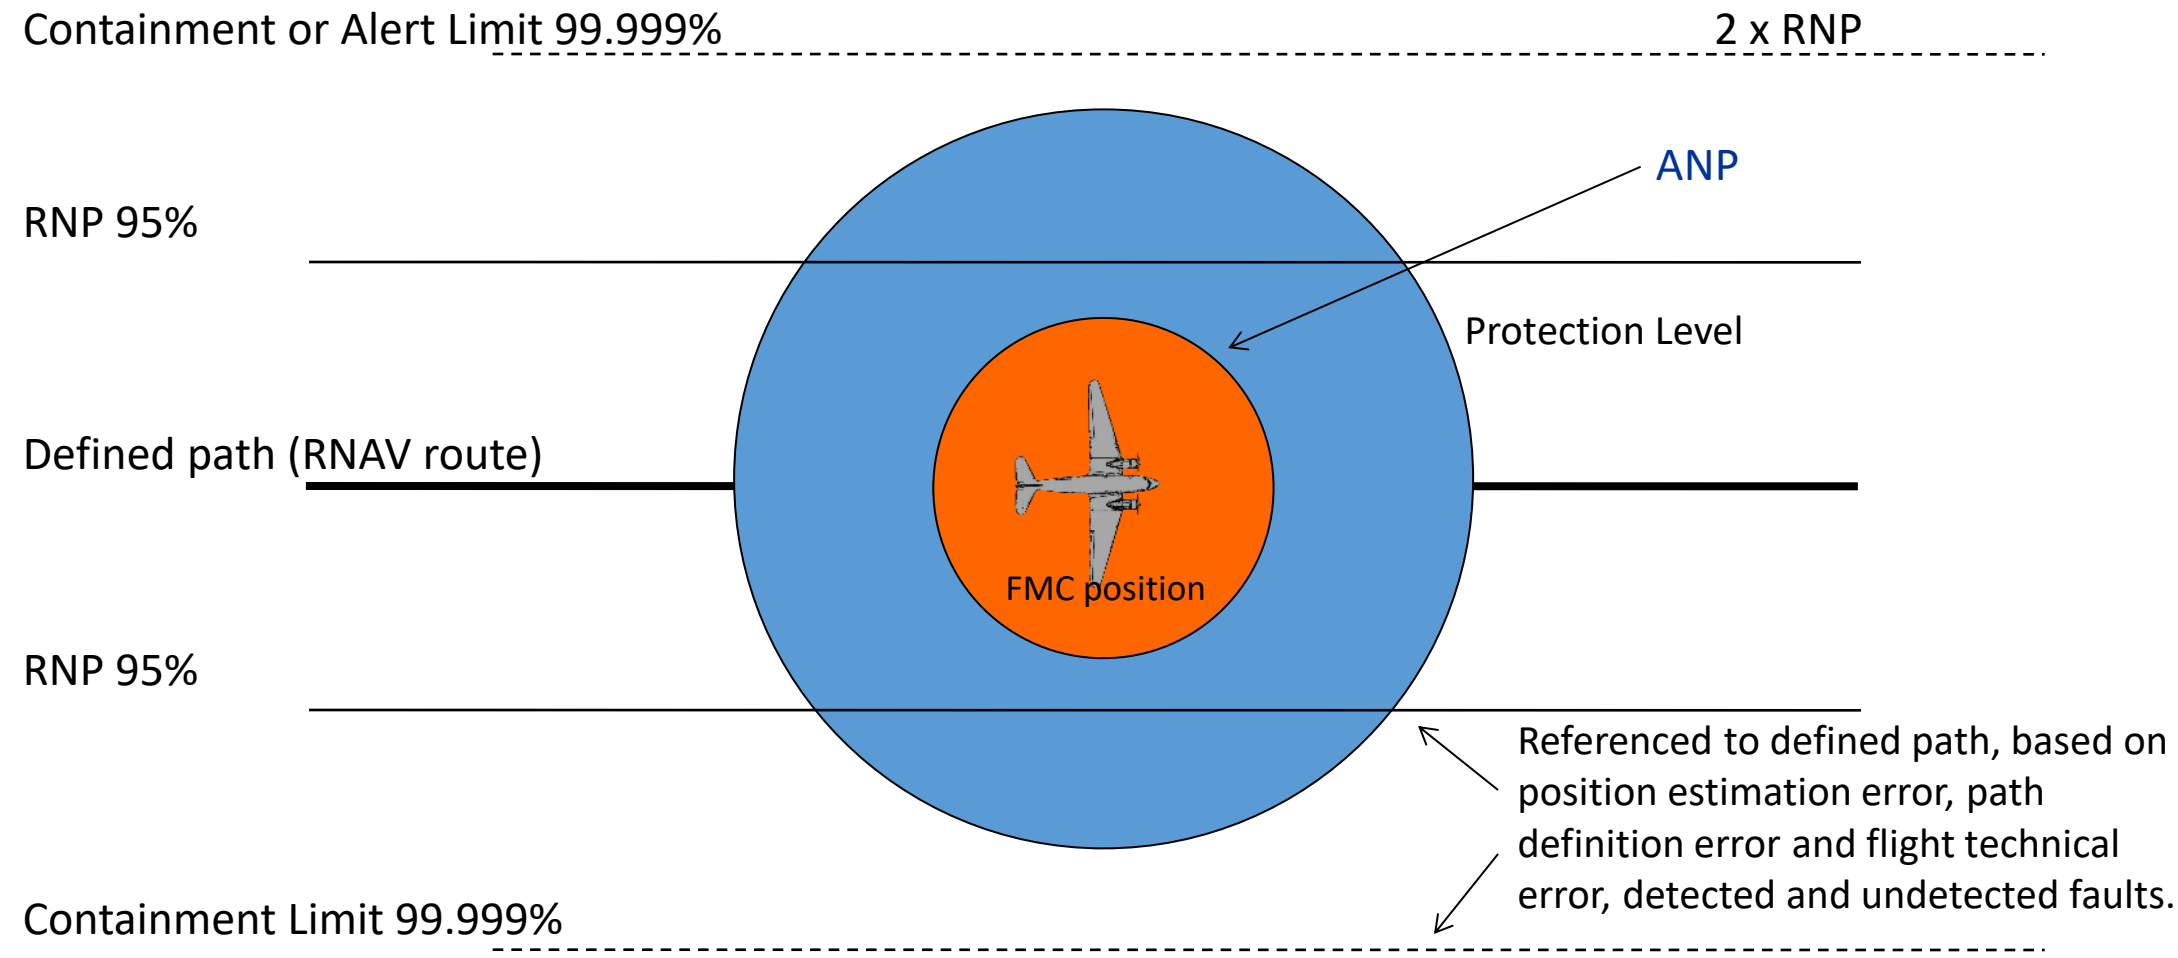 Containment or Alert Limit 99.999%
2 x RNP
ANP
RNP 95%
Protection Level
Defined path (RNAV route)
FMC position
RNP 95%
Referenced to defined path, based on
position estimation error, path
definition error and flight technical
error, detected and undetected faults.
Containment Limit 99.999%